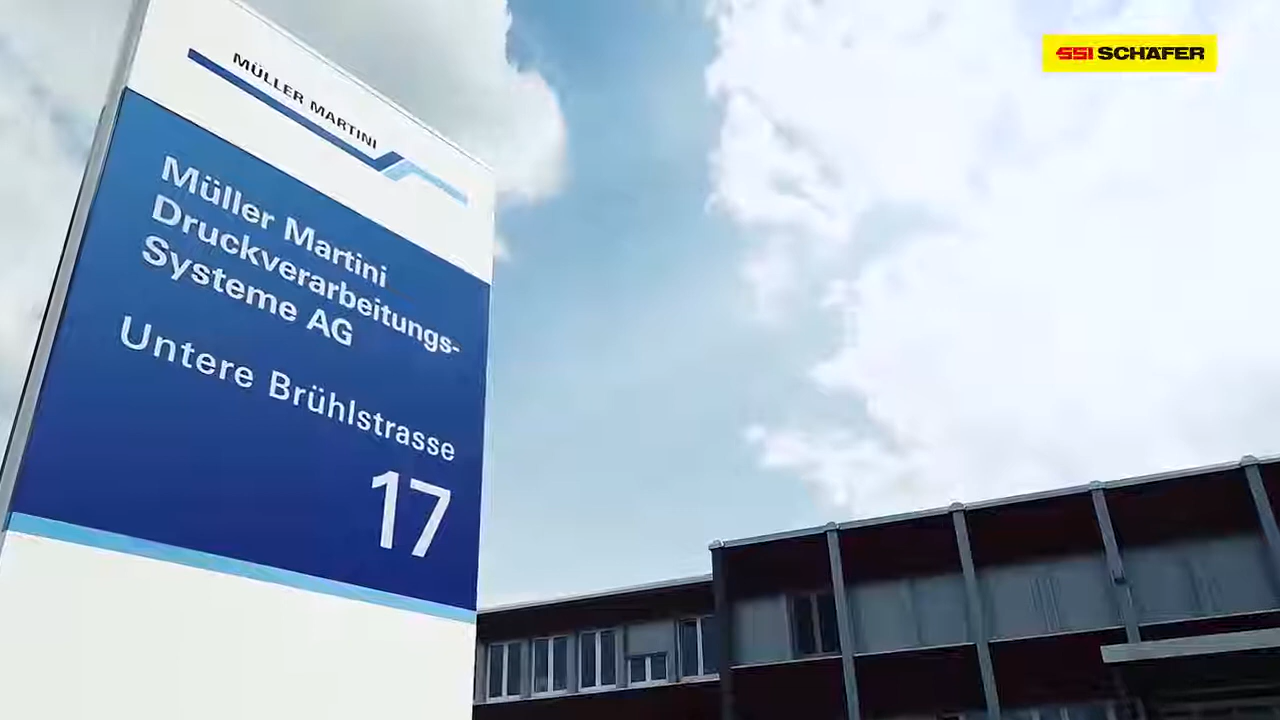 MÜLLER MARTINI
Müller Martini
Druckverarbeitungs-
Systeme AG
Untere Brühlstrasse
17
SSI SCHÄFER